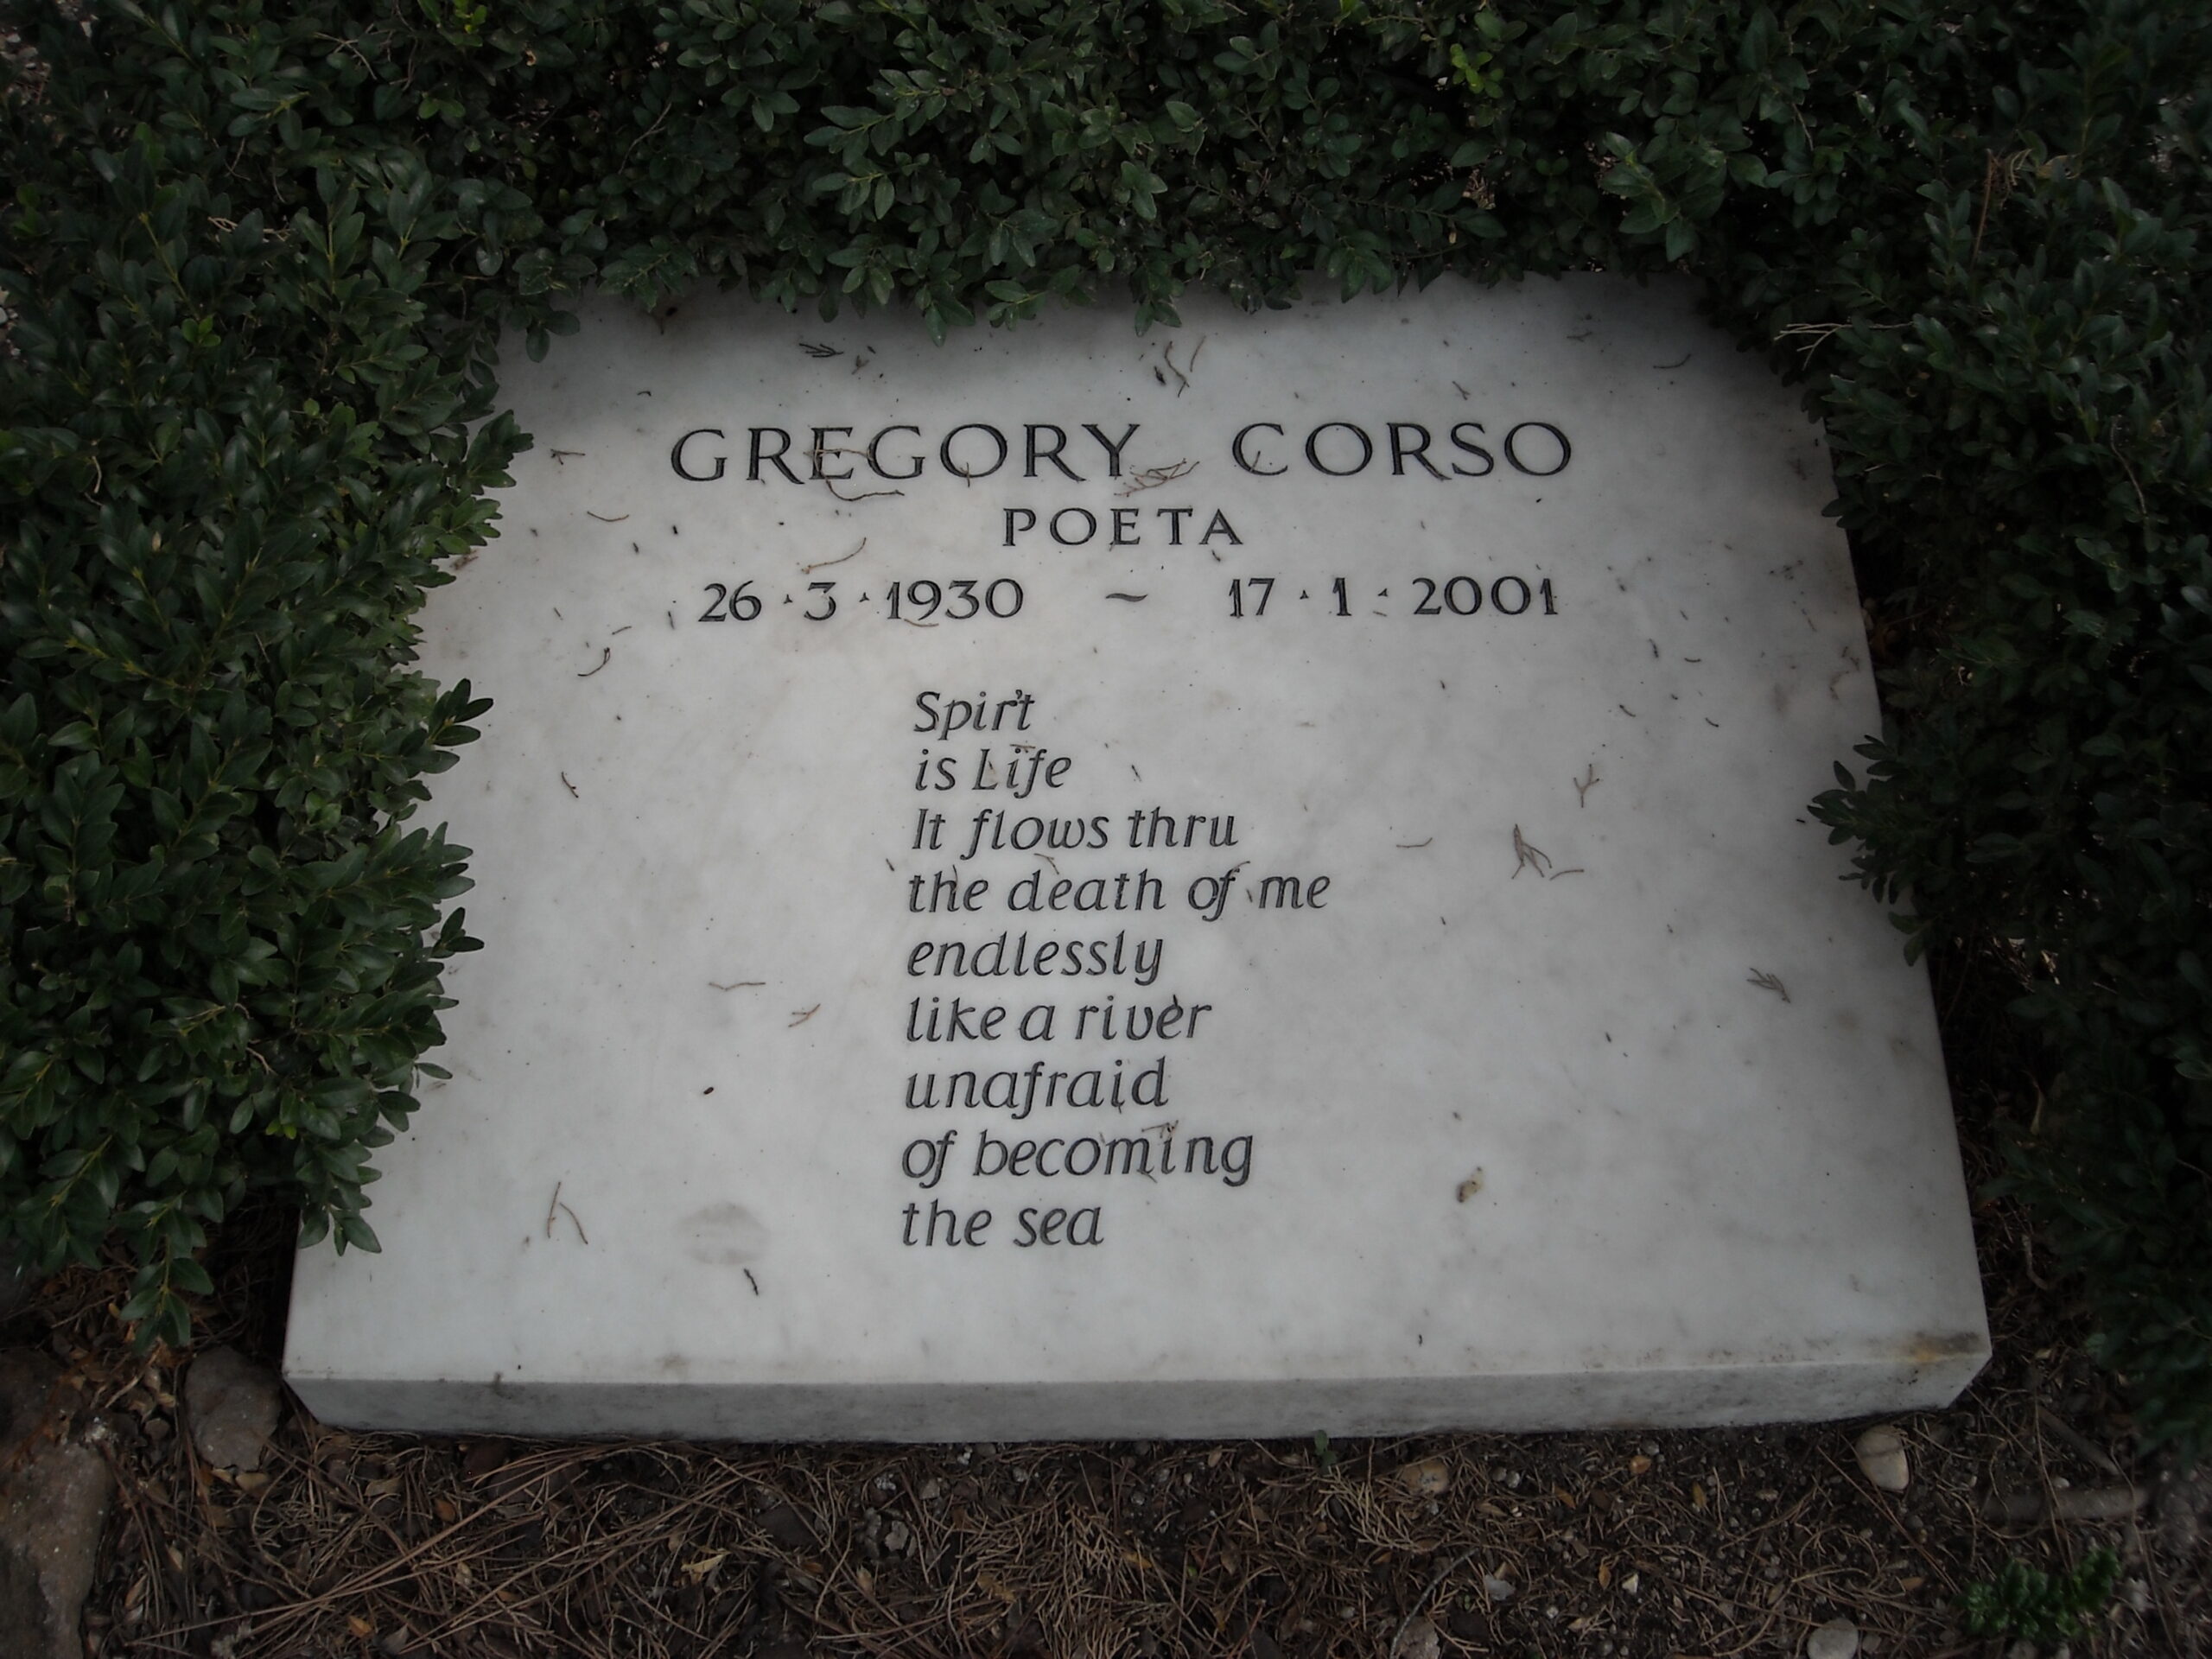 GREGORY CORSO
POETA
26·3·1930 ~ 17·1·2001
Spir't
is Life
It flows thru
the death of me
endlessly
like a river
unafraid
of becoming
the sea